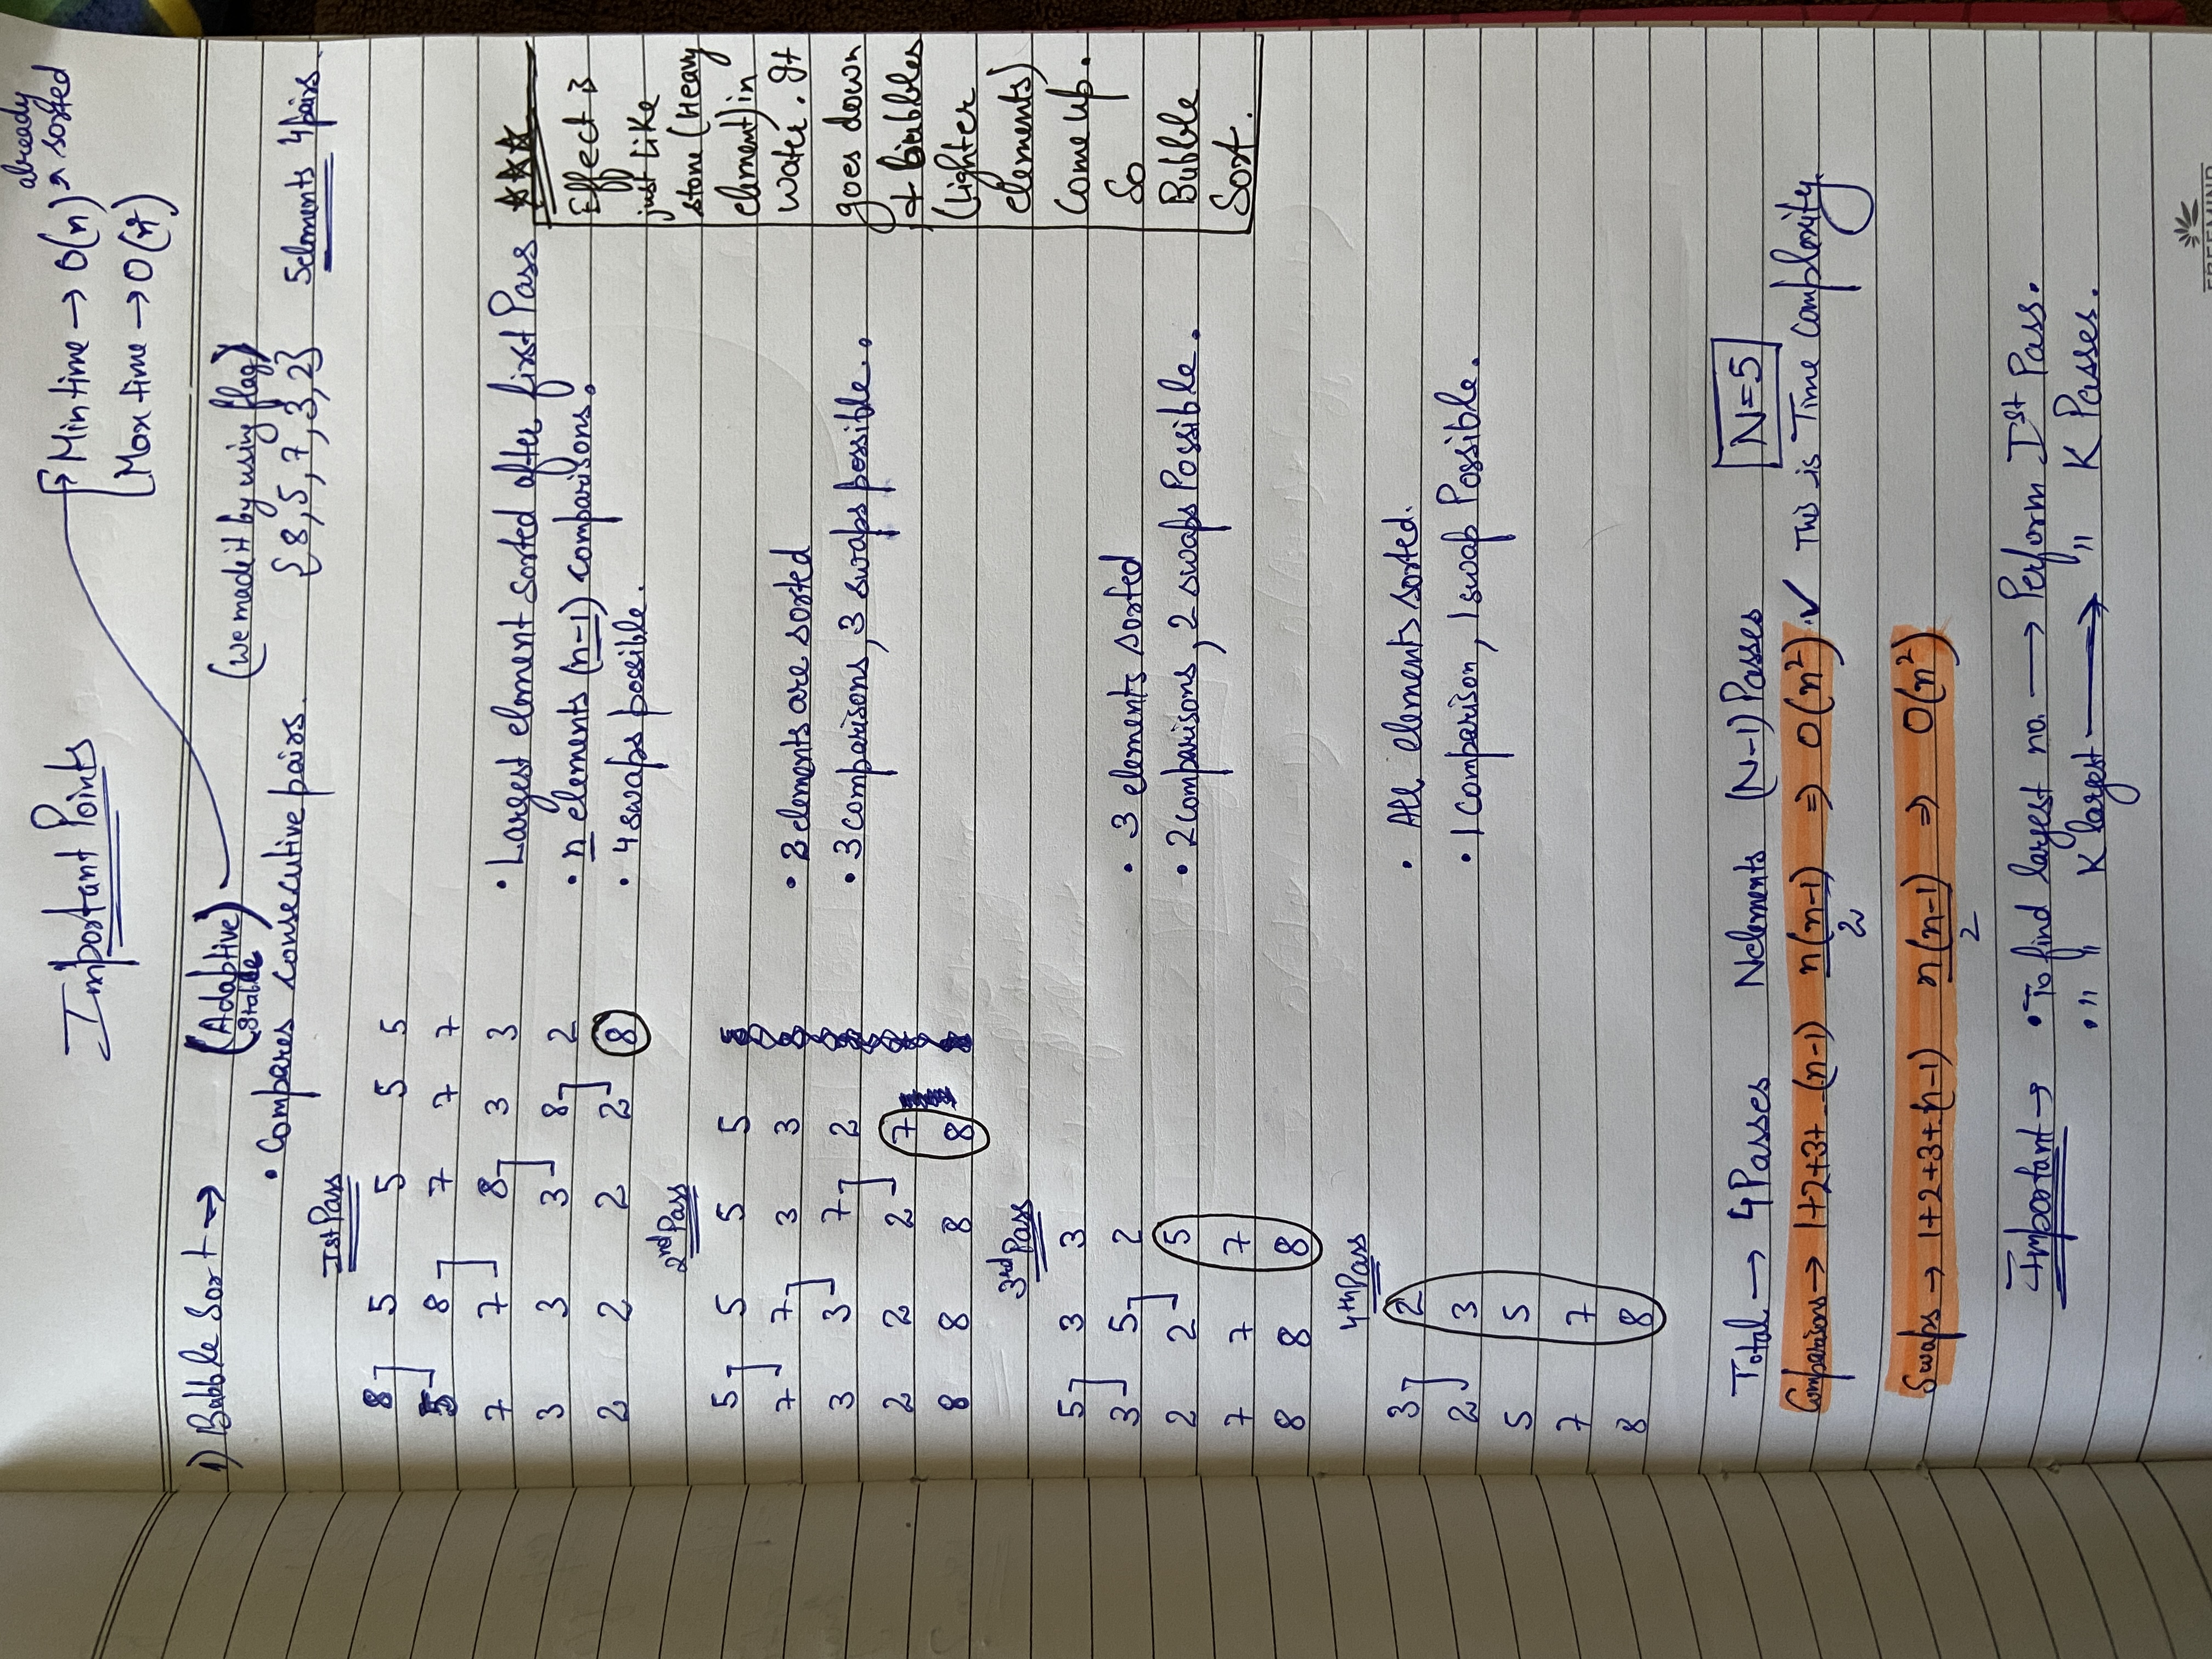 Important Points
already
Min time → O(n) ↗ sorted
Max time → O(n²)
1) Bubble Sort → (Adaptive)
Stable
(we made it by using flag)
• Compares consecutive pairs. {8, 5, 7, 3, 2} 5 elements 4 pairs.
Ist Pass
8 5 5 5 5
5 8 7 7 7
7 7 8 3 3
3 3 3 8 2
2 2 2 2 8
• Largest element sorted after first Pass
• n elements (n-1) comparisons.
• 4 swaps possible.
2nd Pass
5 5 5 5
7 7 3 3
3 3 7 2
2 2 2 7
8 8 8 8
• 2 elements are sorted
• 3 comparisons, 3 swaps possible.
3rd Pass
5 3 3
3 5 2
2 2 5
7 7 7
8 8 8
• 3 elements sorted
• 2 comparisons, 2 swaps Possible.
4th Pass
3 2
2 3
5 5
7 7
8 8
• All elements sorted.
• 1 Comparison, 1 swap Possible.
☆☆☆
Effect is
just like
stone (Heavy
element) in
water. It
goes down
& bubbles
(Lighter
elements)
Come up.
So
Bubble
Sort.
Total → 4 Passes N elements (N-1) Passes N=5
Comparisons → 1+2+3+ .. (n-1) n(n-1)/2 ⇒ O(n²) ✓ This is Time Complexity.
Swaps → 1+2+3+..(n-1) n(n-1)/2 ⇒ O(n²)
Important → • To find largest no. → Perform Ist Pass.
• " " K largest → " K Passes.